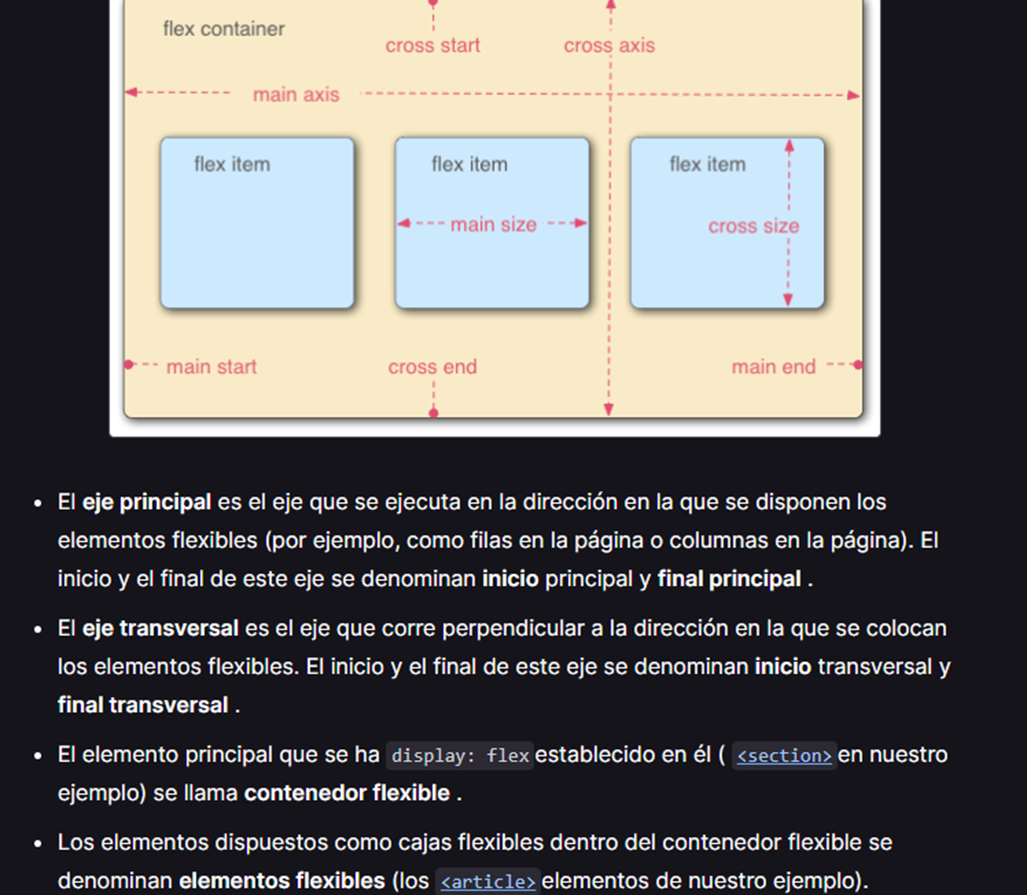 flex container
cross start
cross axis
main axis
flex item
flex item
flex item
main size
cross size
main start
cross end
main end
El eje principal es el eje que se ejecuta en la dirección en la que se disponen los
elementos flexibles (por ejemplo, como filas en la página o columnas en la página). El
inicio y el final de este eje se denominan inicio principal y final principal .
El eje transversal es el eje que corre perpendicular a la dirección en la que se colocan
los elementos flexibles. El inicio y el final de este eje se denominan inicio transversal y
final transversal .
El elemento principal que se ha display: flex establecido en él ( <section> en nuestro
ejemplo) se llama contenedor flexible .
Los elementos dispuestos como cajas flexibles dentro del contenedor flexible se
denominan elementos flexibles (los <article> elementos de nuestro ejemplo).